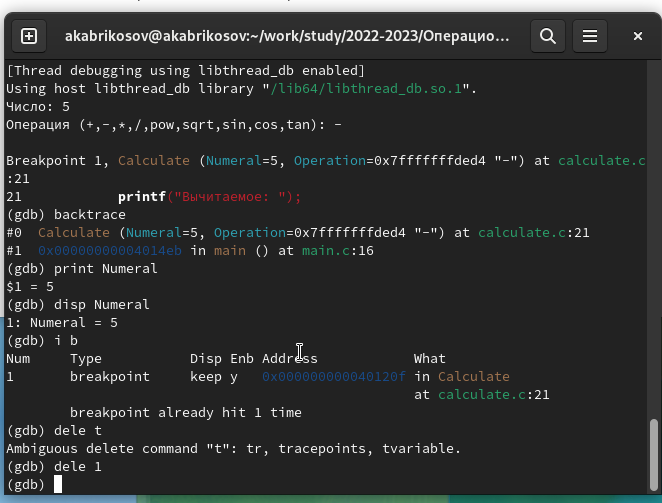 akabrikosov@akabrikosov:~/work/study/2022-2023/Операцио...
[Thread debugging using libthread_db enabled]
Using host libthread_db library "/lib64/libthread_db.so.1".
Число: 5
Операция (+,-,*,/,pow,sqrt,sin,cos,tan): -
Breakpoint 1, Calculate (Numeral=5, Operation=0x7fffffffded4 "-") at calculate.c
:21
21 printf("Вычитаемое: ");
(gdb) backtrace
#0 Calculate (Numeral=5, Operation=0x7fffffffded4 "-") at calculate.c:21
#1 0x00000000004014eb in main () at main.c:16
(gdb) print Numeral
$1 = 5
(gdb) disp Numeral
1: Numeral = 5
(gdb) i b
Num Type Disp Enb Address What
1 breakpoint keep y 0x000000000040120f in Calculate
at calculate.c:21
breakpoint already hit 1 time
(gdb) dele t
Ambiguous delete command "t": tr, tracepoints, tvariable.
(gdb) dele 1
(gdb)